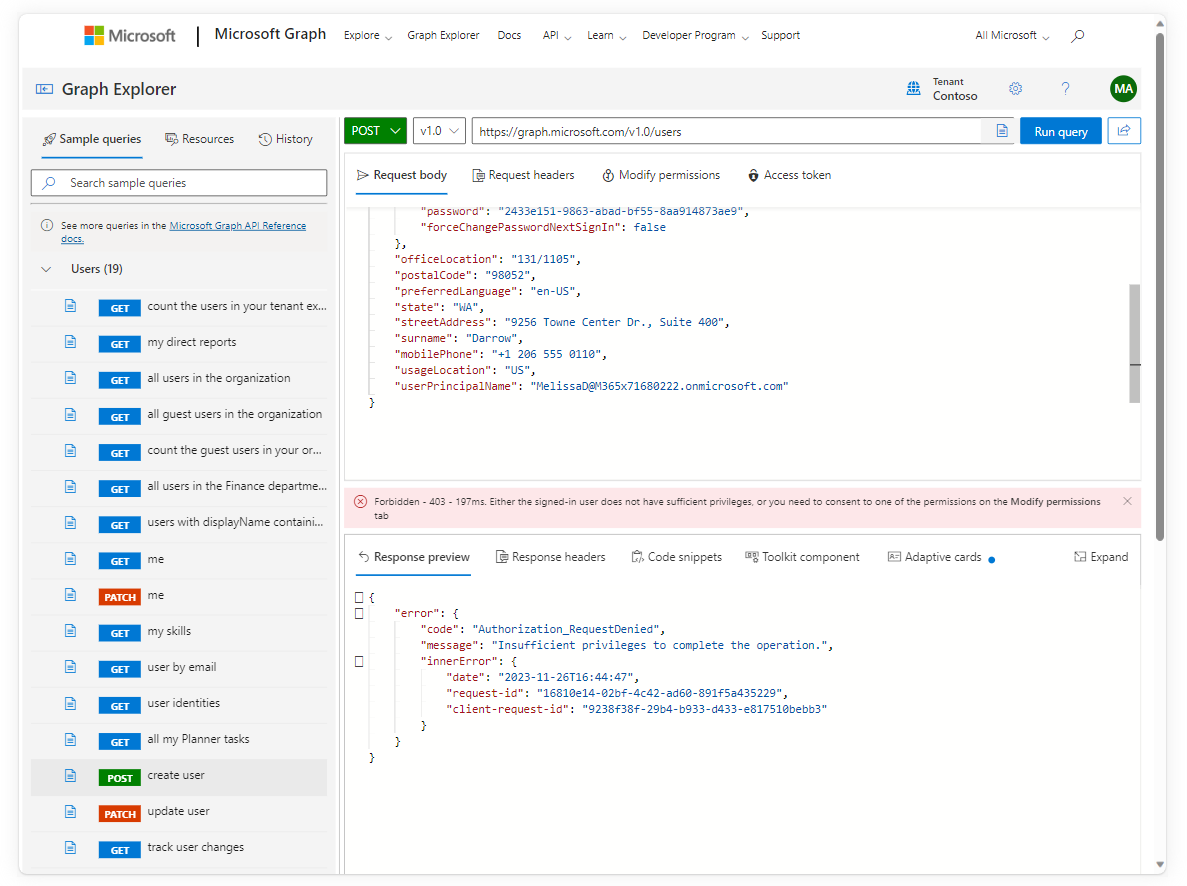 Microsoft | Microsoft Graph Explore Graph Explorer Docs API Learn Developer Program Support All Microsoft
Graph Explorer
Tenant
Contoso
?
MA
Sample queries Resources History
Search sample queries
See more queries in the Microsoft Graph API Reference
docs.
Users (19)
GET count the users in your tenant ex...
GET my direct reports
GET all users in the organization
GET all guest users in the organization
GET count the guest users in your or...
GET all users in the Finance departme...
GET users with displayName containi...
GET me
PATCH me
GET my skills
GET user by email
GET user identities
GET all my Planner tasks
POST create user
PATCH update user
GET track user changes
POST v1.0 https://graph.microsoft.com/v1.0/users Run query
Request body Request headers Modify permissions Access token
"password": "2433e151-9863-abad-bf55-8aa914873ae9",
"forceChangePasswordNextSignIn": false
},
"officeLocation": "131/1105",
"postalCode": "98052",
"preferredLanguage": "en-US",
"state": "WA",
"streetAddress": "9256 Towne Center Dr., Suite 400",
"surname": "Darrow",
"mobilePhone": "+1 206 555 0110",
"usageLocation": "US",
"userPrincipalName": "MelissaD@M365x71680222.onmicrosoft.com"
}
Forbidden - 403 - 197ms. Either the signed-in user does not have sufficient privileges, or you need to consent to one of the permissions on the Modify permissions
tab
Response preview Response headers Code snippets Toolkit component Adaptive cards Expand
{
"error": {
"code": "Authorization_RequestDenied",
"message": "Insufficient privileges to complete the operation.",
"innerError": {
"date": "2023-11-26T16:44:47",
"request-id": "16810e14-02bf-4c42-ad60-891f5a435229",
"client-request-id": "9238f38f-29b4-b933-d433-e817510bebb3"
}
}
}